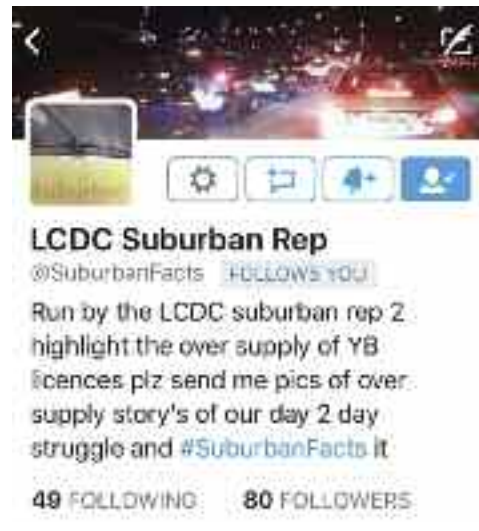 LCDC Suburban Rep
@SuburbanFacts FOLLOWS YOU
Run by the LCDC suburban rep 2
highlight the over supply of YB
licences plz send me pics of over
supply story's of our day 2 day
struggle and #SuburbanFacts it
49 FOLLOWING 80 FOLLOWERS